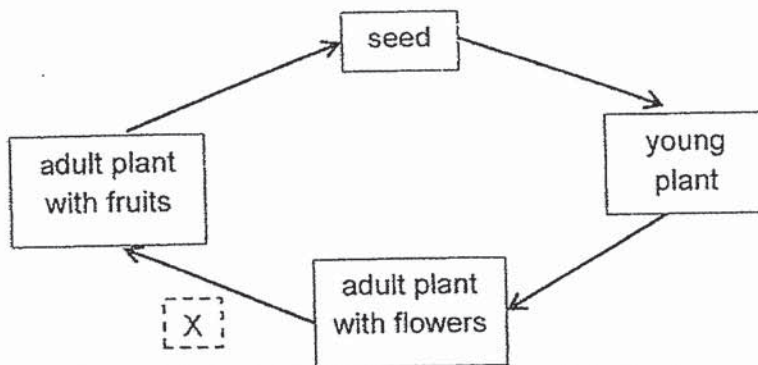 seed
adult plant
with fruits
young
plant
adult plant
with flowers
X